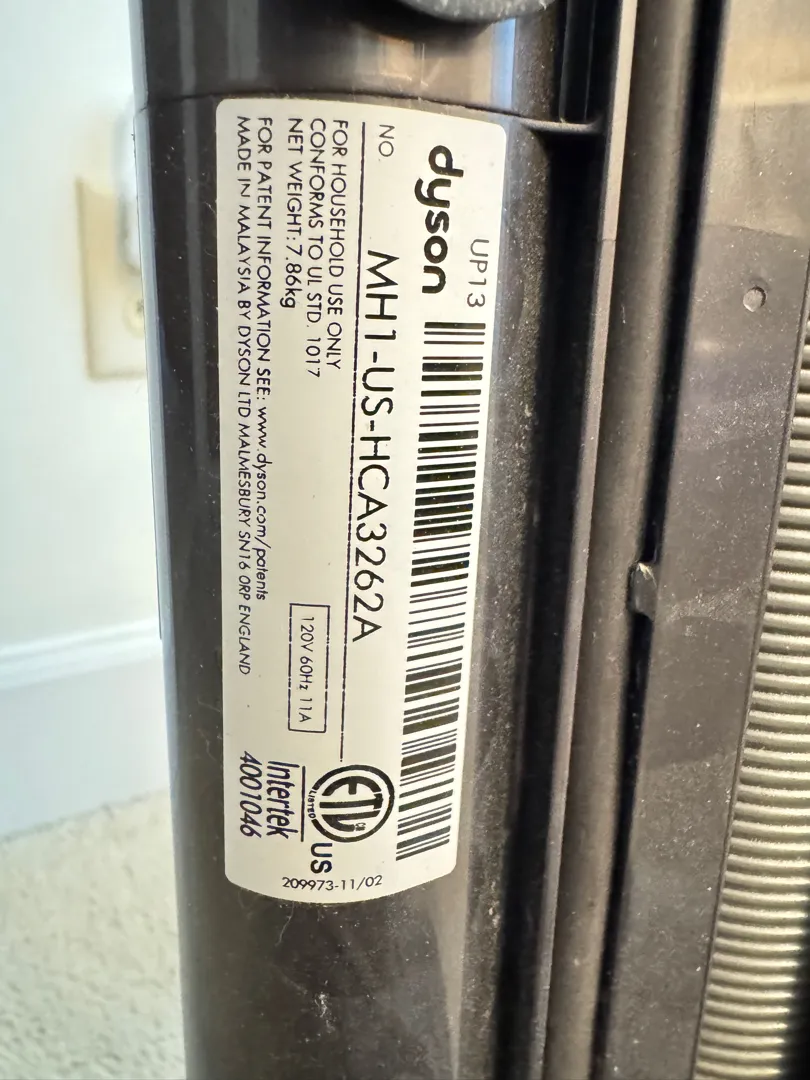 dyson
UP13
NO.
MH1-US-HCA3262A
FOR HOUSEHOLD USE ONLY
CONFORMS TO UL STD. 1017
NET WEIGHT: 7.86kg
120V 60Hz 11A
FOR PATENT INFORMATION SEE: www.dyson.com/patents
MADE IN MALAYSIA BY DYSON LTD MALMESBURY SN16 0RP ENGLAND
ETL
CM
LISTED
US
Intertek
4001046
209973-11/02